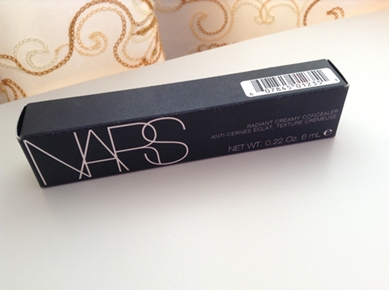 NARS
RADIANT CREAMY CONCEALER
ANTI-CERNES ÉCLAT, TEXTURE CRÉMEUSE
NET WT. 0.22 Oz. 6 mL e